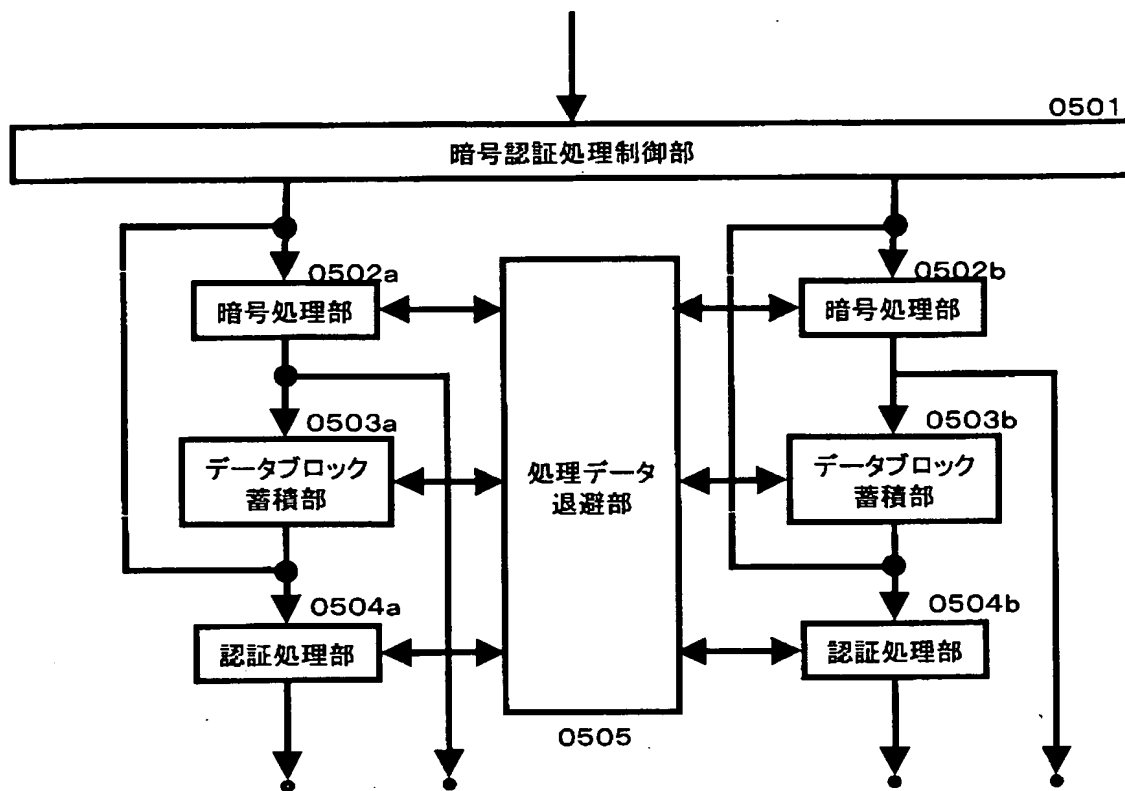 0501
暗号認証処理制御部
0502a
暗号処理部
0502b
暗号処理部
0503a
データブロック
蓄積部
処理データ
退避部
0503b
データブロック
蓄積部
0504a
認証処理部
0504b
認証処理部
0505